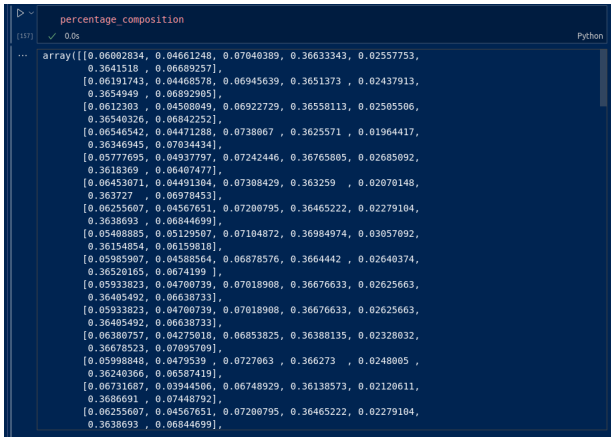 percentage_composition
[157] ✓ 0.0s Python
... array([[0.06002834, 0.04661248, 0.07040389, 0.36633343, 0.02557753,
0.3641518 , 0.06689257],
[0.06191743, 0.04468578, 0.06945639, 0.3651373 , 0.02437913,
0.3654949 , 0.06892905],
[0.0612303 , 0.04508049, 0.06922729, 0.36558113, 0.02505506,
0.36540326, 0.06842252],
[0.06546542, 0.04471288, 0.0738067 , 0.3625571 , 0.01964417,
0.36346945, 0.07034434],
[0.05777695, 0.04937797, 0.07242446, 0.36765805, 0.02685092,
0.3618369 , 0.06407477],
[0.06453071, 0.04491304, 0.07308429, 0.363259  , 0.02070148,
0.363727  , 0.06978453],
[0.06255607, 0.04567651, 0.07200795, 0.36465222, 0.02279104,
0.3638693 , 0.06844699],
[0.05408885, 0.05129507, 0.07104872, 0.36984974, 0.03057092,
0.36154854, 0.06159818],
[0.05985907, 0.04588564, 0.06878576, 0.3664442 , 0.02640374,
0.36520165, 0.0674199 ],
[0.05933823, 0.04700739, 0.07018908, 0.36676633, 0.02625663,
0.36405492, 0.06638733],
[0.05933823, 0.04700739, 0.07018908, 0.36676633, 0.02625663,
0.36405492, 0.06638733],
[0.06380757, 0.04275018, 0.06853825, 0.36388135, 0.02328032,
0.36678523, 0.07095709],
[0.05998848, 0.0479539 , 0.0727063 , 0.366273  , 0.0248005 ,
0.36240366, 0.06587419],
[0.06731687, 0.03944506, 0.06748929, 0.36138573, 0.02120611,
0.3686691 , 0.07448792],
[0.06255607, 0.04567651, 0.07200795, 0.36465222, 0.02279104,
0.3638693 , 0.06844699],